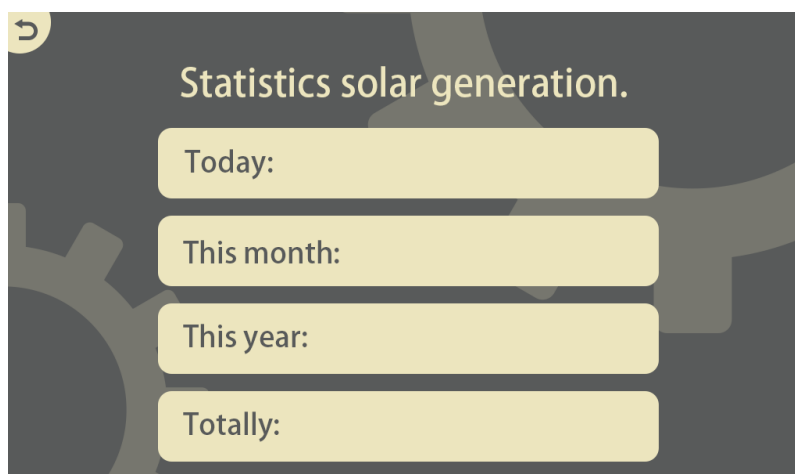 Statistics solar generation.
Today:
This month:
This year:
Totally: